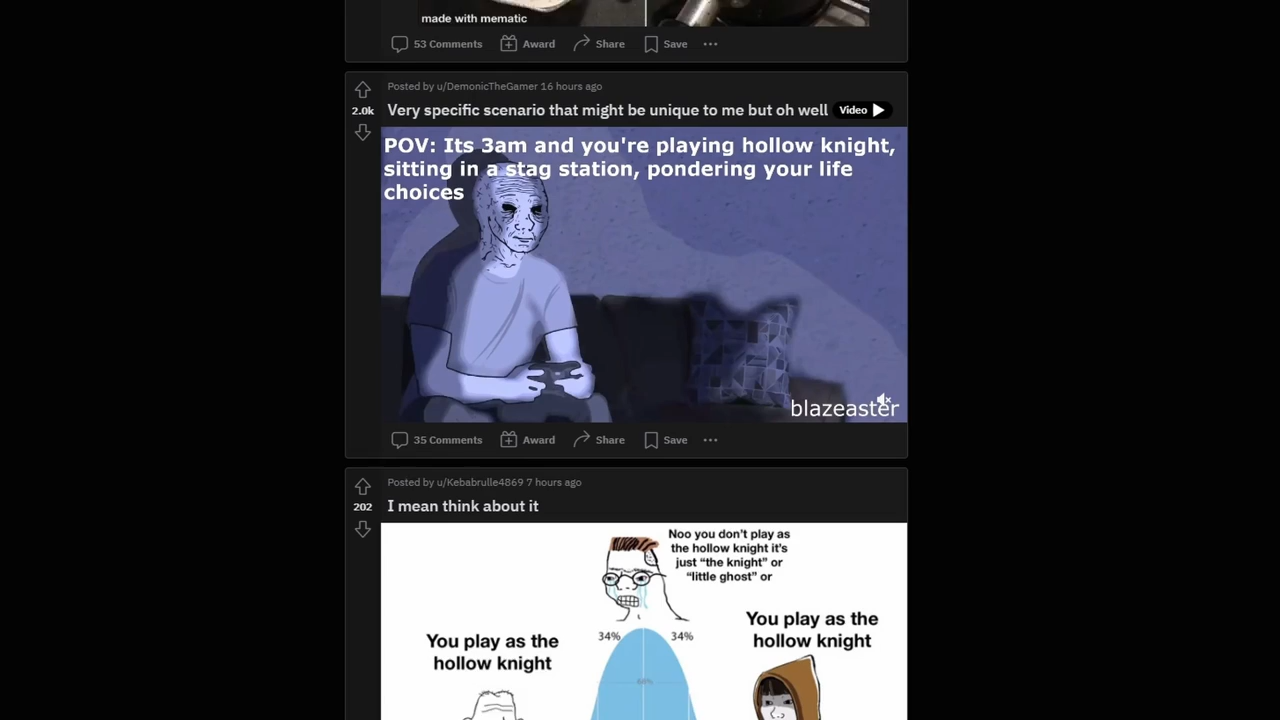 made with mematic
53 Comments Award Share Save
Posted by u/DemonicTheGamer 16 hours ago
2.0k
Very specific scenario that might be unique to me but oh well Video
POV: Its 3am and you're playing hollow knight,
sitting in a stag station, pondering your life
choices
blazeaster
35 Comments Award Share Save
Posted by u/Kebabrulle4869 7 hours ago
202
I mean think about it
Noo you don't play as
the hollow knight it's
just “the knight” or
“little ghost” or
You play as the
hollow knight
34% 34%
You play as the
hollow knight